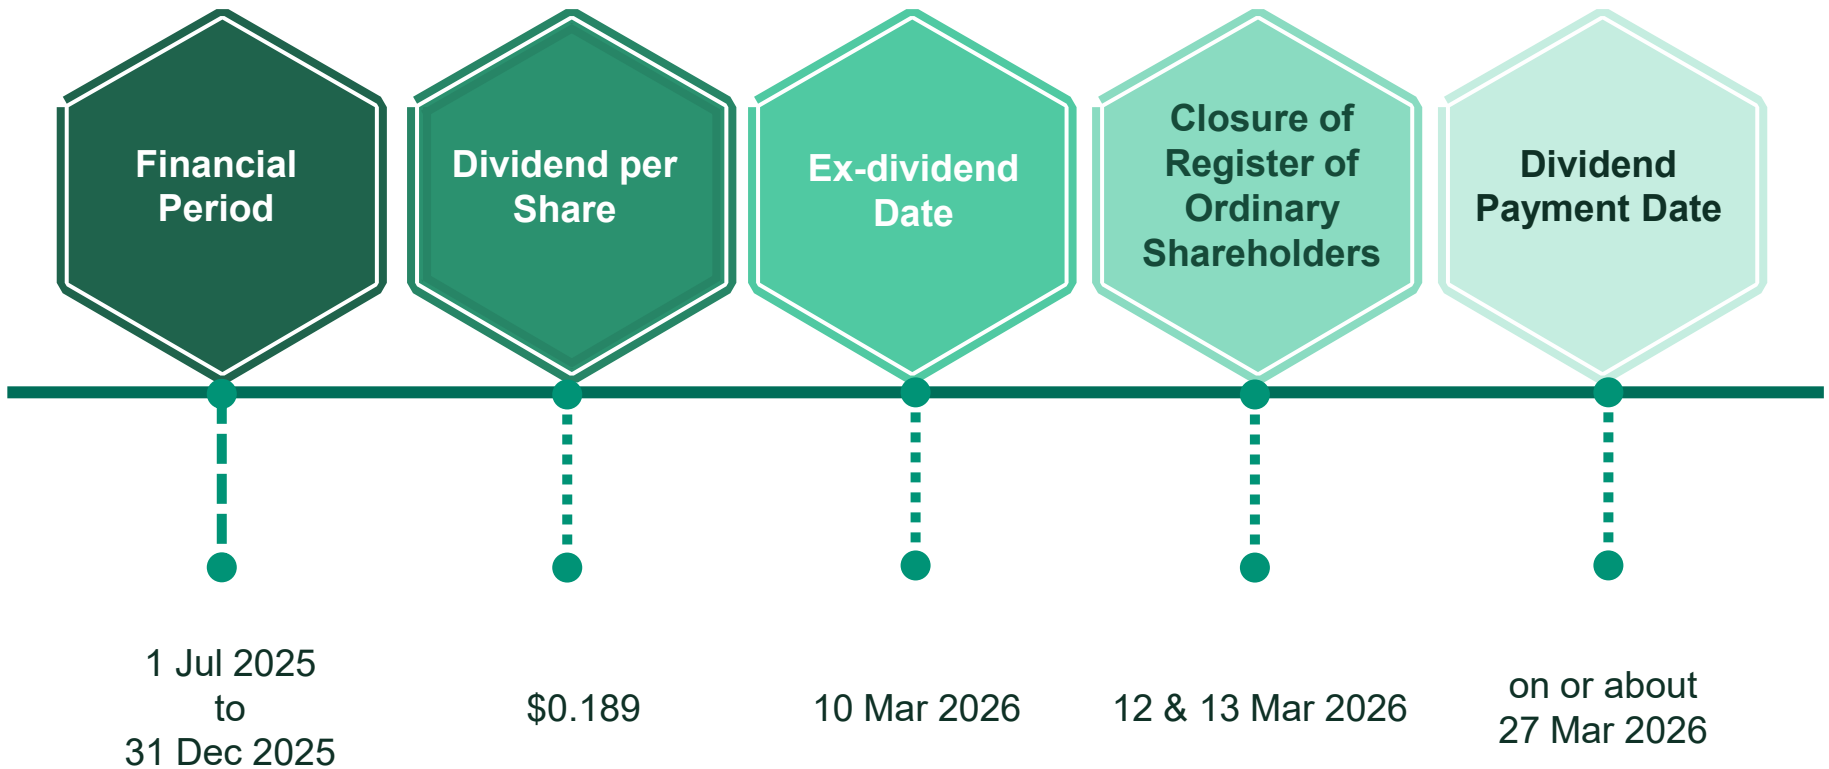 Financial
Period
Dividend per
Share
Ex-dividend
Date
Closure of
Register of
Ordinary
Shareholders
Dividend
Payment Date
1 Jul 2025
to
31 Dec 2025
$0.189
10 Mar 2026
12 & 13 Mar 2026
on or about
27 Mar 2026